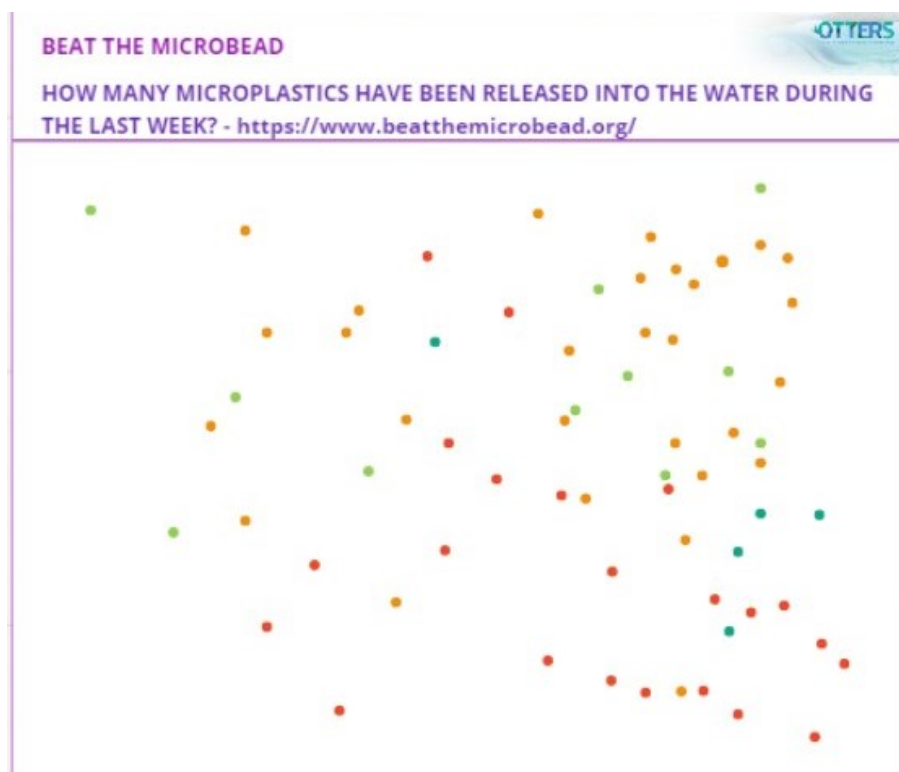 BEAT THE MICROBEAD
OTTERS
HOW MANY MICROPLASTICS HAVE BEEN RELEASED INTO THE WATER DURING
THE LAST WEEK? - https://www.beatthemicrobead.org/